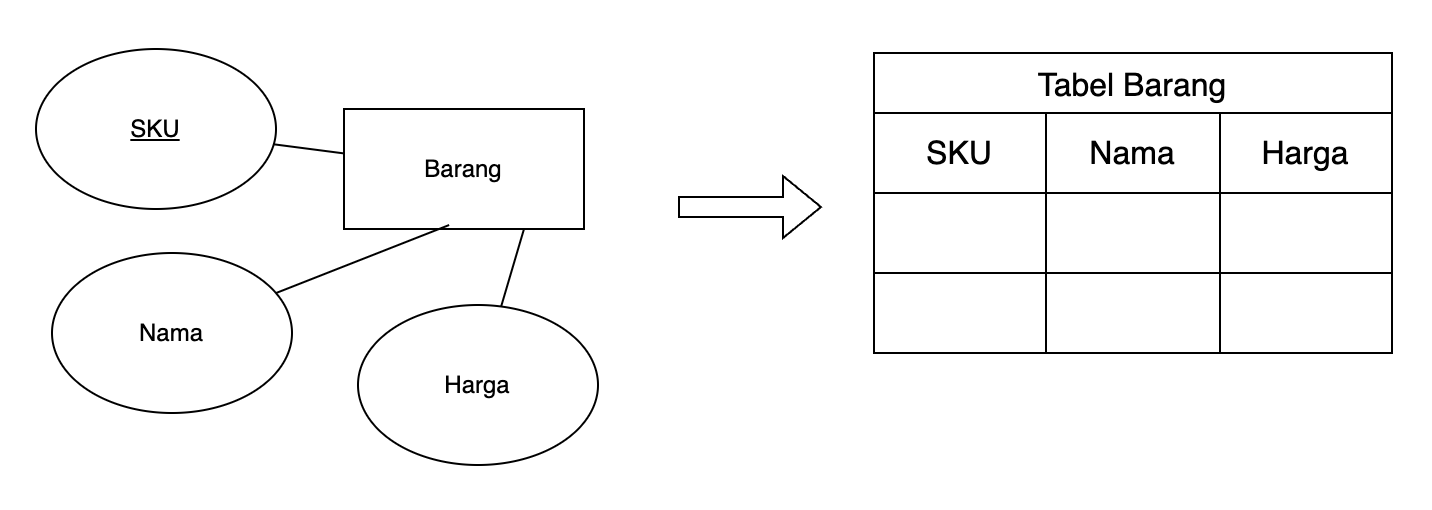 SKU
Barang
Nama
Harga
Tabel Barang
SKU Nama Harga